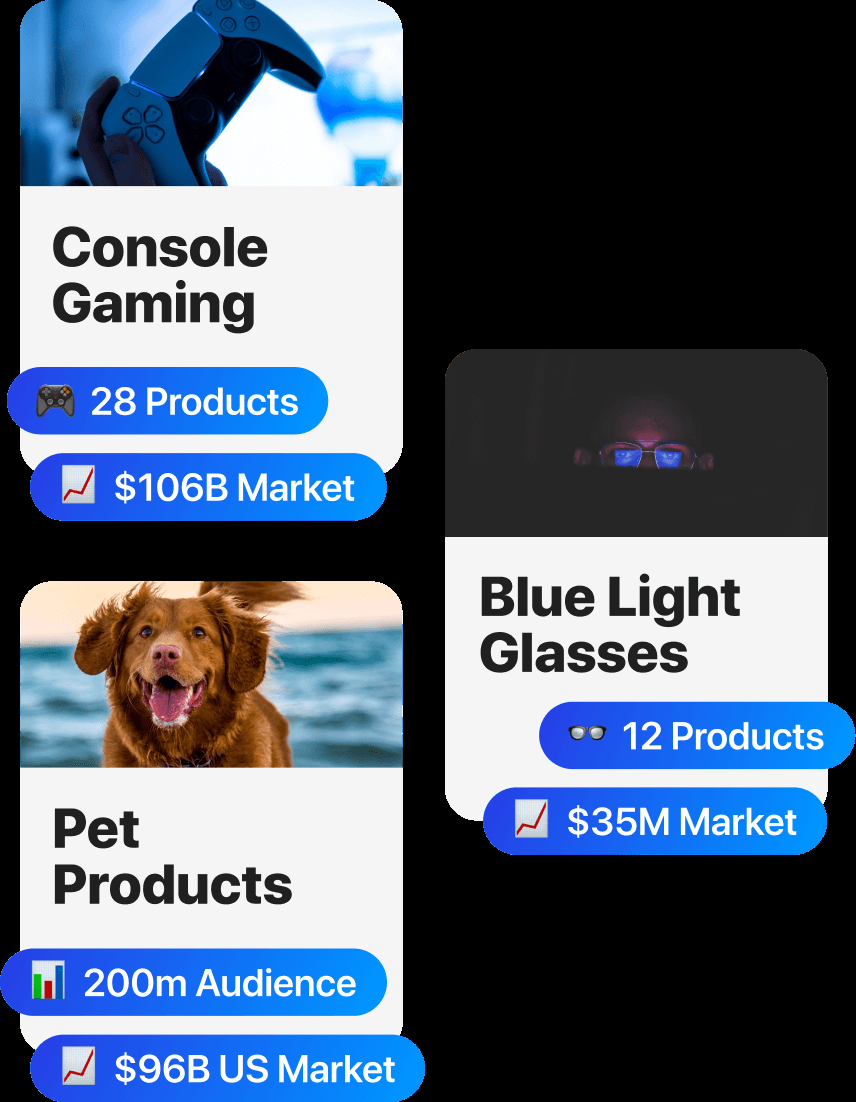 Console
Gaming
28 Products
$106B Market
Blue Light
Glasses
12 Products
$35M Market
Pet
Products
200m Audience
$96B US Market